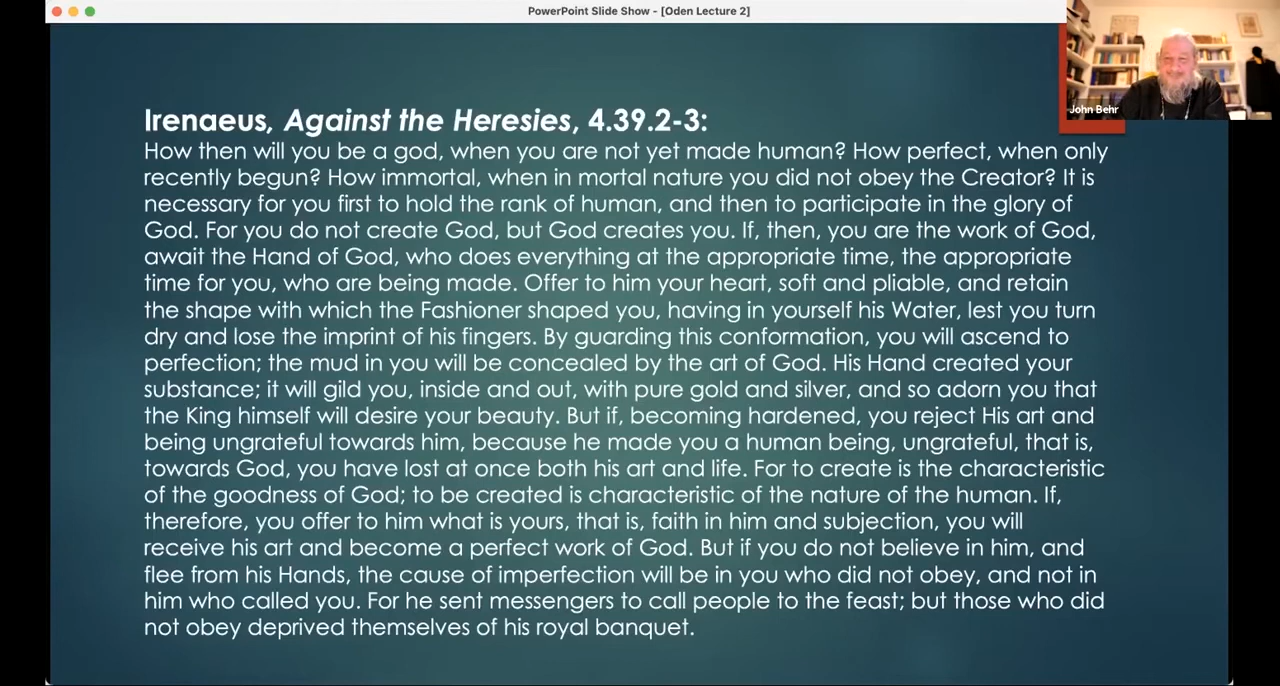 PowerPoint Slide Show - [Oden Lecture 2]
John Behr
Irenaeus, Against the Heresies, 4.39.2-3:
How then will you be a god, when you are not yet made human? How perfect, when only
recently begun? How immortal, when in mortal nature you did not obey the Creator? It is
necessary for you first to hold the rank of human, and then to participate in the glory of
God. For you do not create God, but God creates you. If, then, you are the work of God,
await the Hand of God, who does everything at the appropriate time, the appropriate
time for you, who are being made. Offer to him your heart, soft and pliable, and retain
the shape with which the Fashioner shaped you, having in yourself his Water, lest you turn
dry and lose the imprint of his fingers. By guarding this conformation, you will ascend to
perfection; the mud in you will be concealed by the art of God. His Hand created your
substance; it will gild you, inside and out, with pure gold and silver, and so adorn you that
the King himself will desire your beauty. But if, becoming hardened, you reject His art and
being ungrateful towards him, because he made you a human being, ungrateful, that is,
towards God, you have lost at once both his art and life. For to create is the characteristic
of the goodness of God; to be created is characteristic of the nature of the human. If,
therefore, you offer to him what is yours, that is, faith in him and subjection, you will
receive his art and become a perfect work of God. But if you do not believe in him, and
flee from his Hands, the cause of imperfection will be in you who did not obey, and not in
him who called you. For he sent messengers to call people to the feast; but those who did
not obey deprived themselves of his royal banquet.